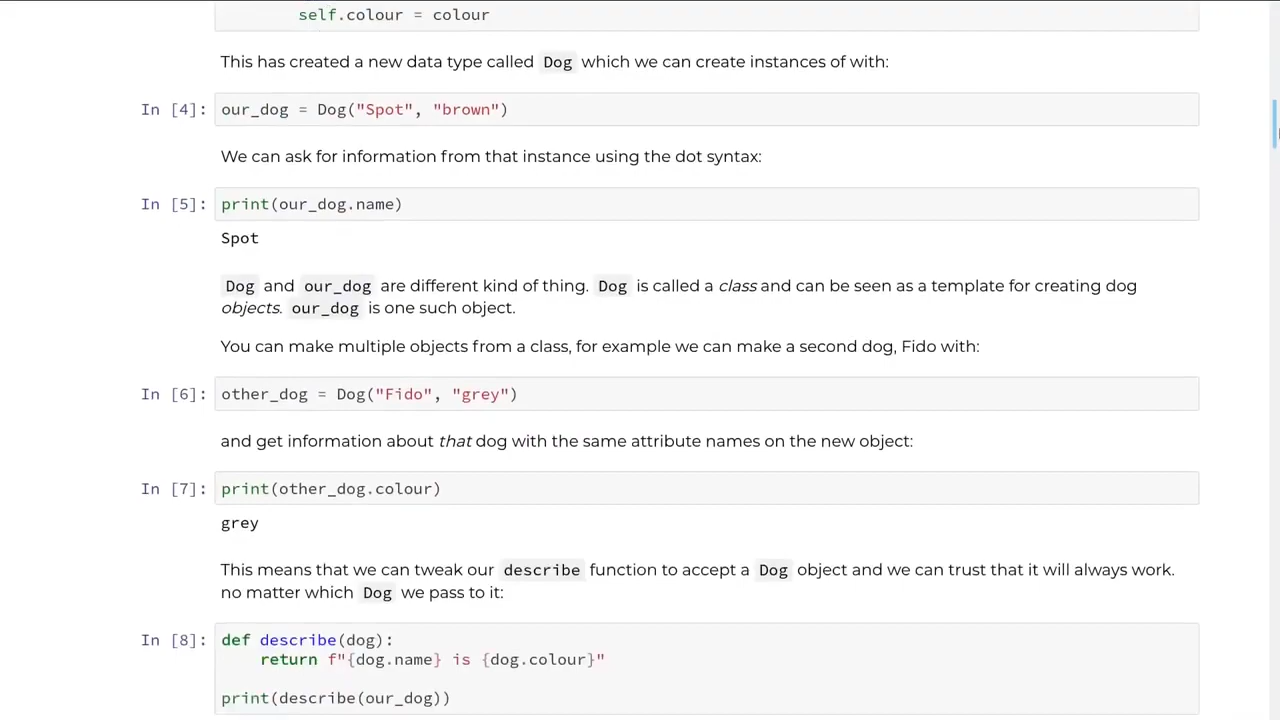 self.colour = colour
This has created a new data type called Dog which we can create instances of with:
In [4]: our_dog = Dog("Spot", "brown")
We can ask for information from that instance using the dot syntax:
In [5]: print(our_dog.name)
Spot
Dog and our_dog are different kind of thing. Dog is called a class and can be seen as a template for creating dog
objects. our_dog is one such object.
You can make multiple objects from a class, for example we can make a second dog, Fido with:
In [6]: other_dog = Dog("Fido", "grey")
and get information about that dog with the same attribute names on the new object:
In [7]: print(other_dog.colour)
grey
This means that we can tweak our describe function to accept a Dog object and we can trust that it will always work.
no matter which Dog we pass to it:
In [8]: def describe(dog):
return f"{dog.name} is {dog.colour}"
print(describe(our_dog))